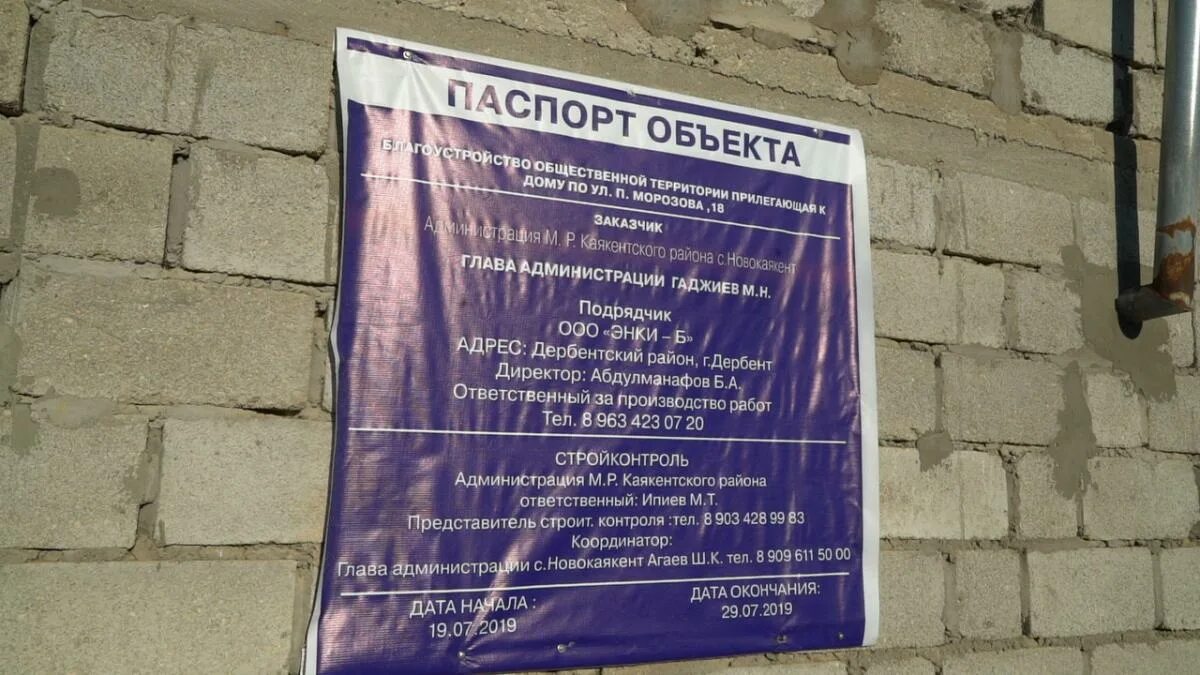 ПАСПОРТ ОБЪЕКТА
БЛАГОУСТРОЙСТВО ОБЩЕСТВЕННОЙ ТЕРРИТОРИИ ПРИЛЕГАЮЩАЯ К
ДОМУ ПО УЛ. П. МОРОЗОВА ,18
ЗАКАЗЧИК
Администрация М. Р. Каякентского района с.Новокаякент
ГЛАВА АДМИНИСТРАЦИИ ГАДЖИЕВ М.Н.
Подрядчик
ООО «ЭНКИ – Б»
АДРЕС: Дербентский район, г.Дербент
Директор: Абдулманафов Б.А.
Ответственный за производство работ
Тел. 8 963 423 07 20
СТРОЙКОНТРОЛЬ
Администрация М.Р. Каякентского района
ответственный: Ипиев М.Т.
Представитель строит. контроля :тел. 8 903 428 99 83
Координатор:
Глава администрации с.Новокаякент Агаев Ш.К. тел. 8 909 611 50 00
ДАТА НАЧАЛА :
19.07.2019
ДАТА ОКОНЧАНИЯ:
29.07.2019